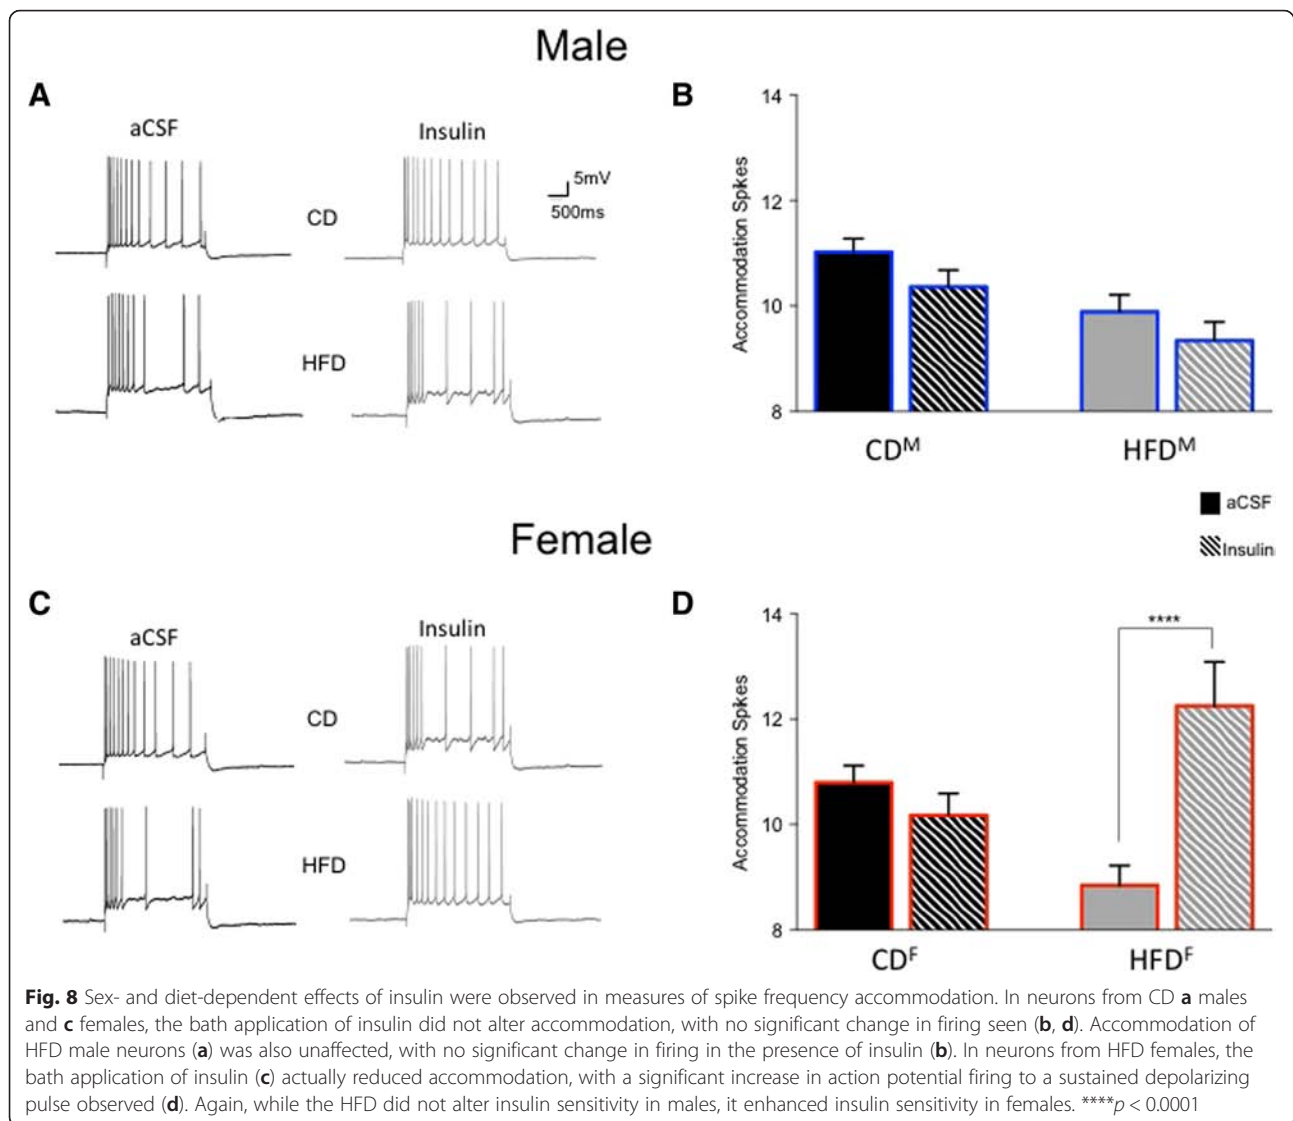 Male
A
aCSF
Insulin
5mV
500ms
CD
HFD
B
14
12
10
8
Accommodation Spikes
CDᴹ
HFDᴹ
aCSF
Insulin
Female
C
aCSF
Insulin
CD
HFD
D
14
12
10
8
Accommodation Spikes
****
CDF
HFDF
Fig. 8 Sex- and diet-dependent effects of insulin were observed in measures of spike frequency accommodation. In neurons from CD a males
and c females, the bath application of insulin did not alter accommodation, with no significant change in firing seen (b, d). Accommodation of
HFD male neurons (a) was also unaffected, with no significant change in firing in the presence of insulin (b). In neurons from HFD females, the
bath application of insulin (c) actually reduced accommodation, with a significant increase in action potential firing to a sustained depolarizing
pulse observed (d). Again, while the HFD did not alter insulin sensitivity in males, it enhanced insulin sensitivity in females. ****p < 0.0001